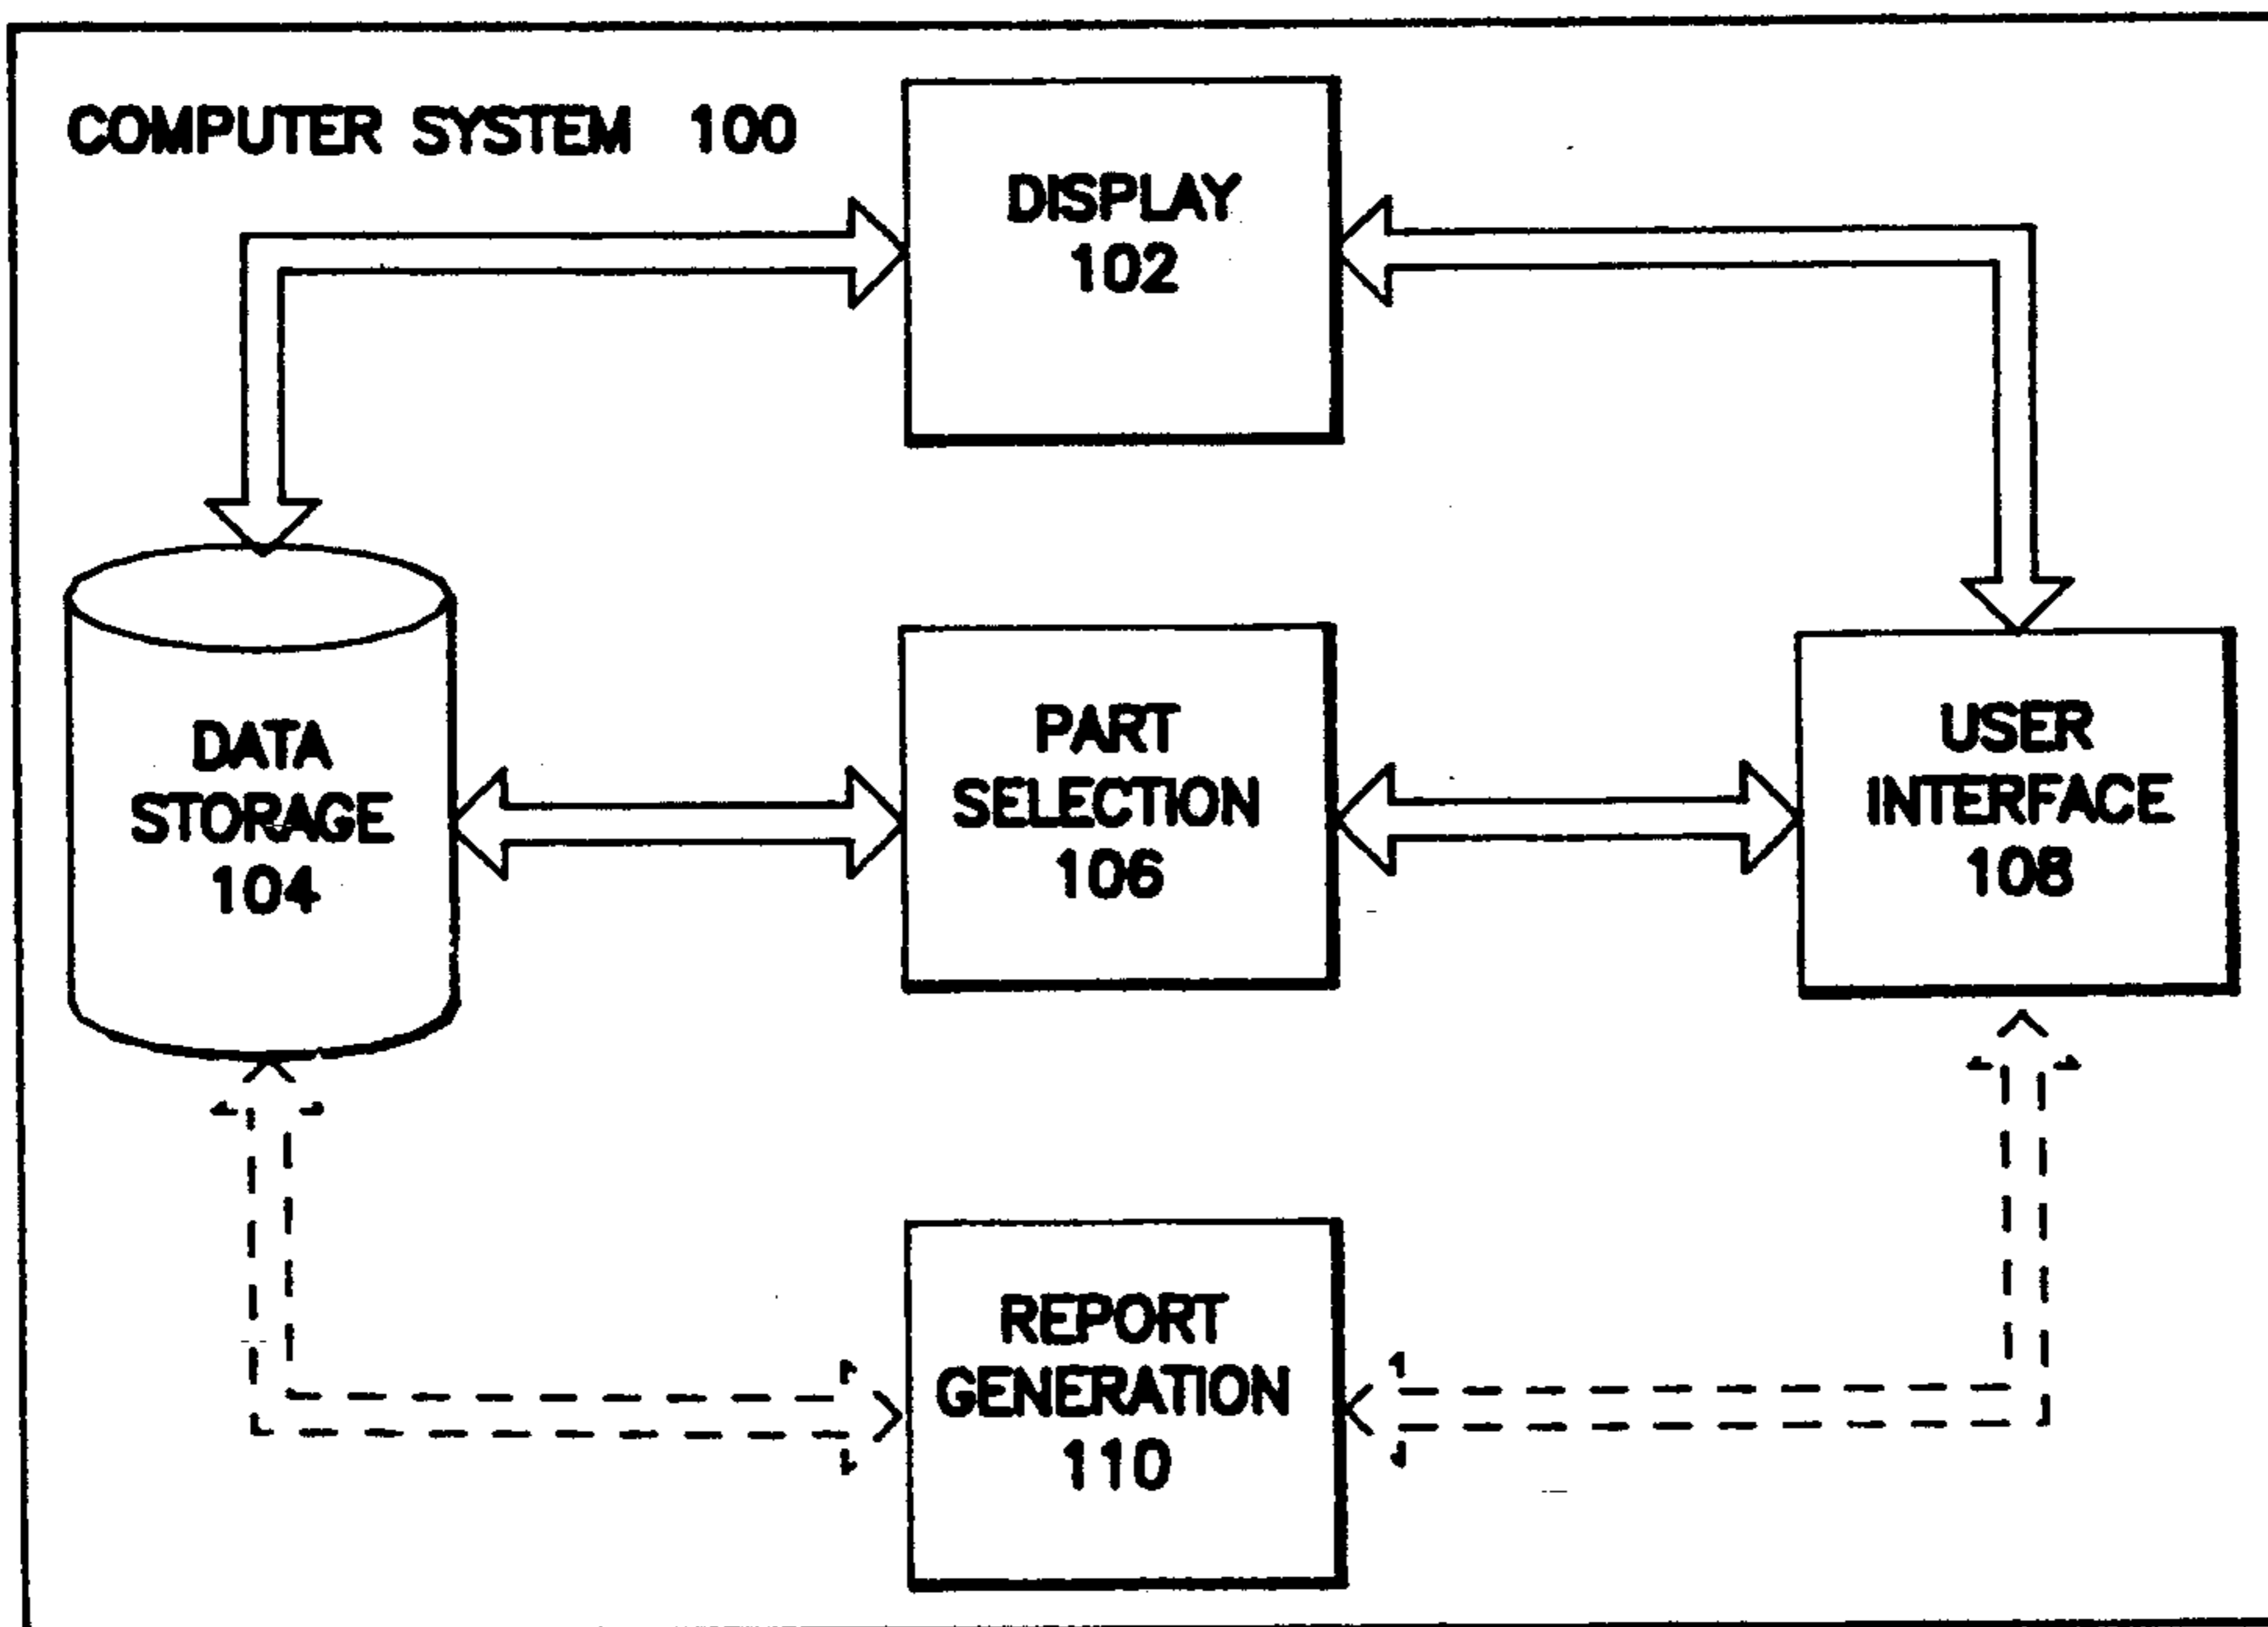 COMPUTER SYSTEM 100
DISPLAY
102
DATA
STORAGE
104
PART
SELECTION
106
USER
INTERFACE
108
REPORT
GENERATION
110